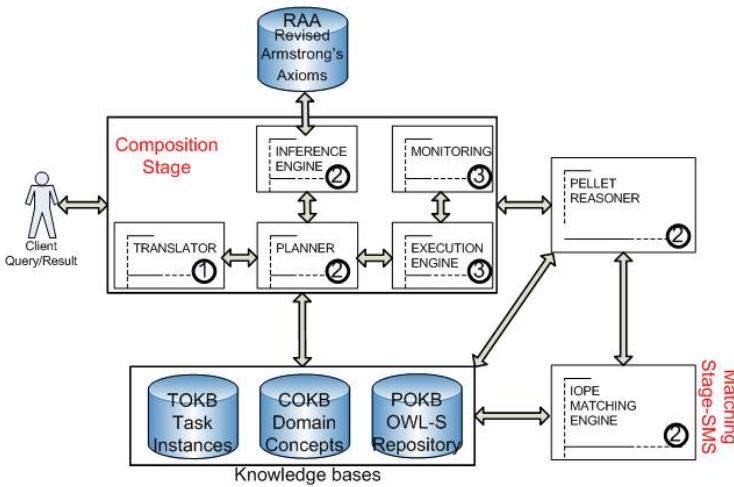 RAA
Revised
Armstrong's
Axioms
Composition
Stage
INFERENCE
ENGINE
2
MONITORING
3
PELLET
REASONER
2
Client
Query/Result
TRANSLATOR
1
PLANNER
2
EXECUTION
ENGINE
3
TOKB
Task
Instances
COKB
Domain
Concepts
POKB
OWL-S
Repository
Knowledge bases
IOPE
MATCHING
ENGINE
2
Matching
Stage-SMS